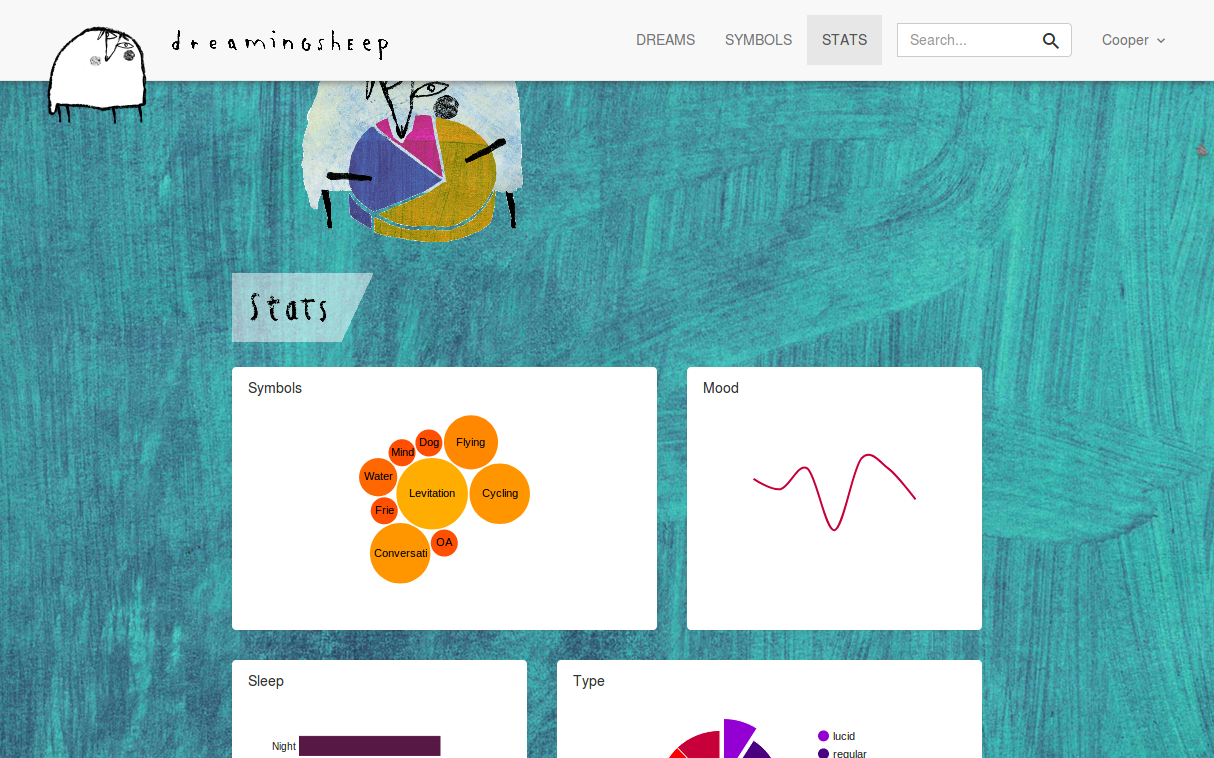 dreamingsheep
DREAMS SYMBOLS STATS Search... Cooper
Stats
Symbols
Mood
Dog
Flying
Mind
Water
Levitation
Cycling
Frie
OA
Conversati
Sleep
Type
Night
lucid
regular